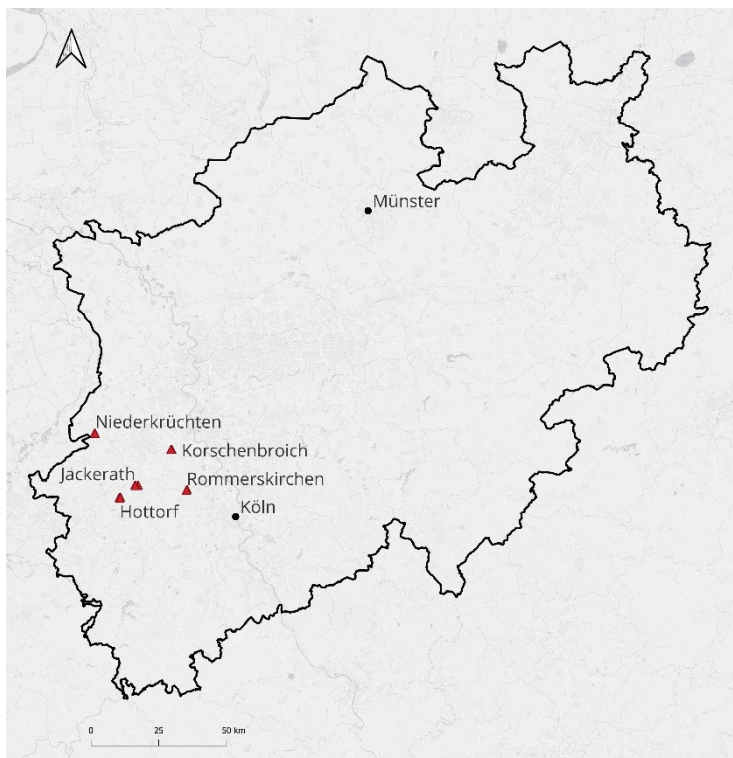 Münster
Niederkrüchten
Korschenbroich
Jackerath
Rommerskirchen
Hottorf
Köln
0 25 50 km